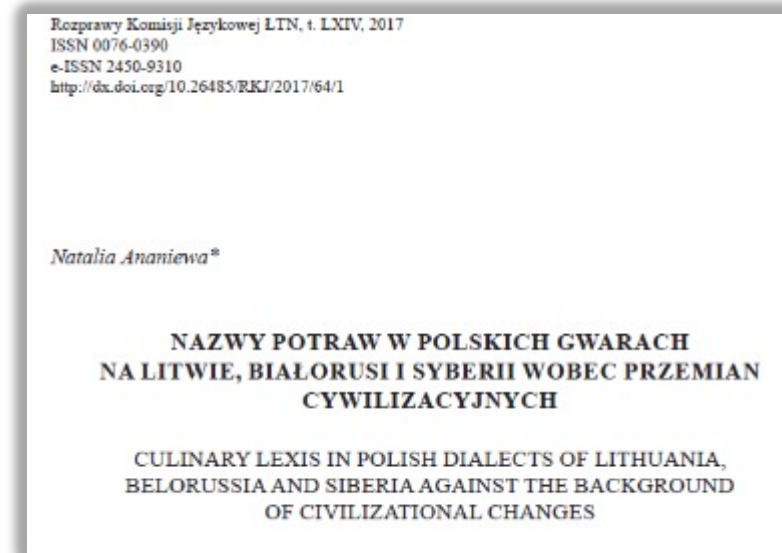 Rozprawy Komisji Językowej ŁTN, t. LXIV, 2017
ISSN 0076-0390
e-ISSN 2450-9310
http://dx.doi.org/10.26485/RKJ/2017/64/1
Natalia Ananiewa*
NAZWY POTRAW W POLSKICH GWARACH
NA LITWIE, BIAŁORUSI I SYBERII WOBEC PRZEMIAN
CYWILIZACYJNYCH
CULINARY LEXIS IN POLISH DIALECTS OF LITHUANIA,
BELORUSSIA AND SIBERIA AGAINST THE BACKGROUND
OF CIVILIZATIONAL CHANGES